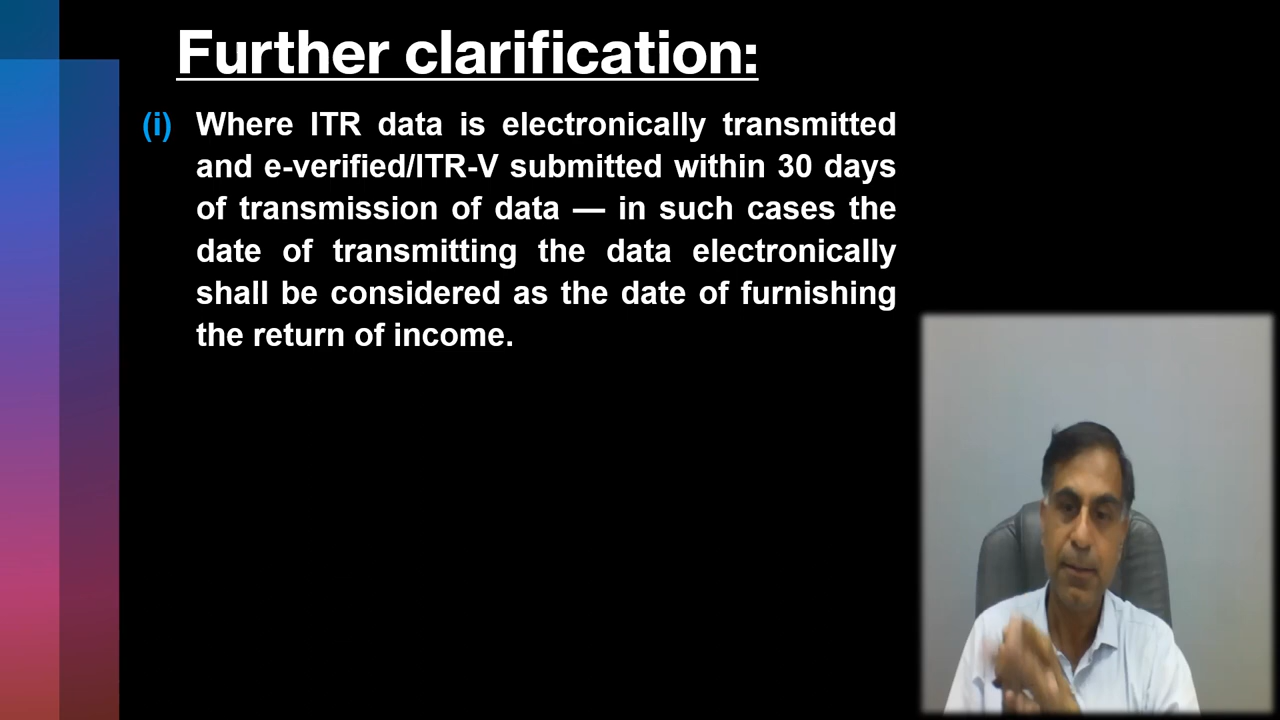 Further clarification:
(i) Where ITR data is electronically transmitted
and e-verified/ITR-V submitted within 30 days
of transmission of data — in such cases the
date of transmitting the data electronically
shall be considered as the date of furnishing
the return of income.